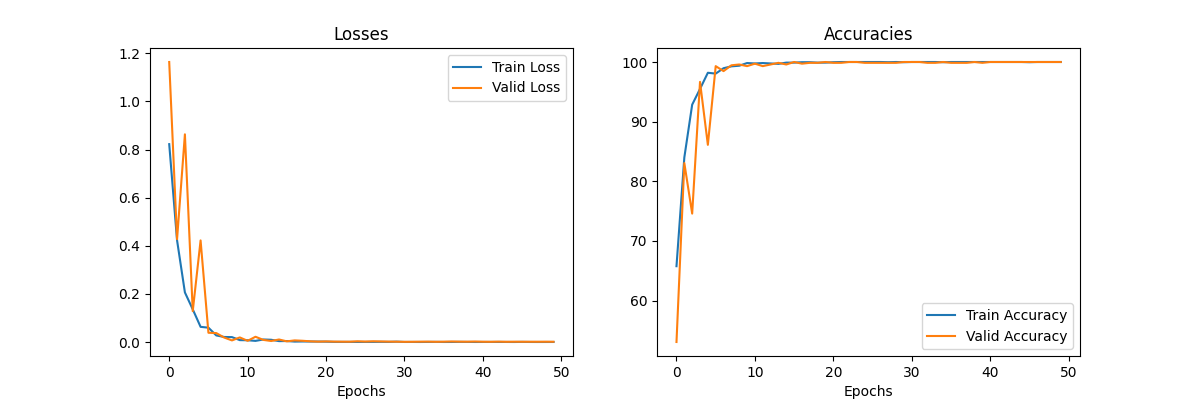 Losses
1.2
1.0
0.8
0.6
0.4
0.2
0.0
0 10 20 30 40 50
Epochs
Train Loss
Valid Loss
Accuracies
100
90
80
70
60
0 10 20 30 40 50
Epochs
Train Accuracy
Valid Accuracy